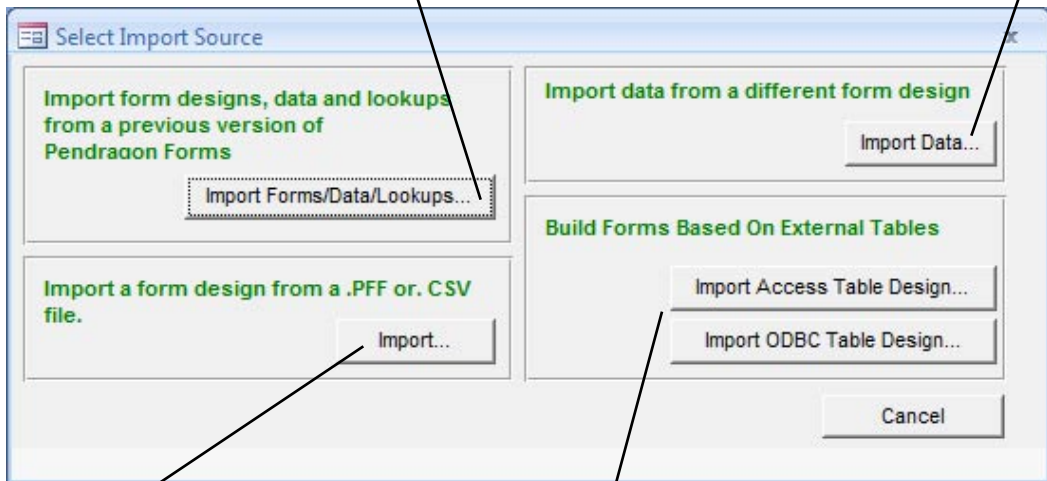 Select Import Source
x
Import form designs, data and lookups
from a previous version of
Pendragon Forms
Import Forms/Data/Lookups...
Import a form design from a .PFF or. CSV
file.
Import...
Import data from a different form design
Import Data...
Build Forms Based On External Tables
Import Access Table Design...
Import ODBC Table Design...
Cancel